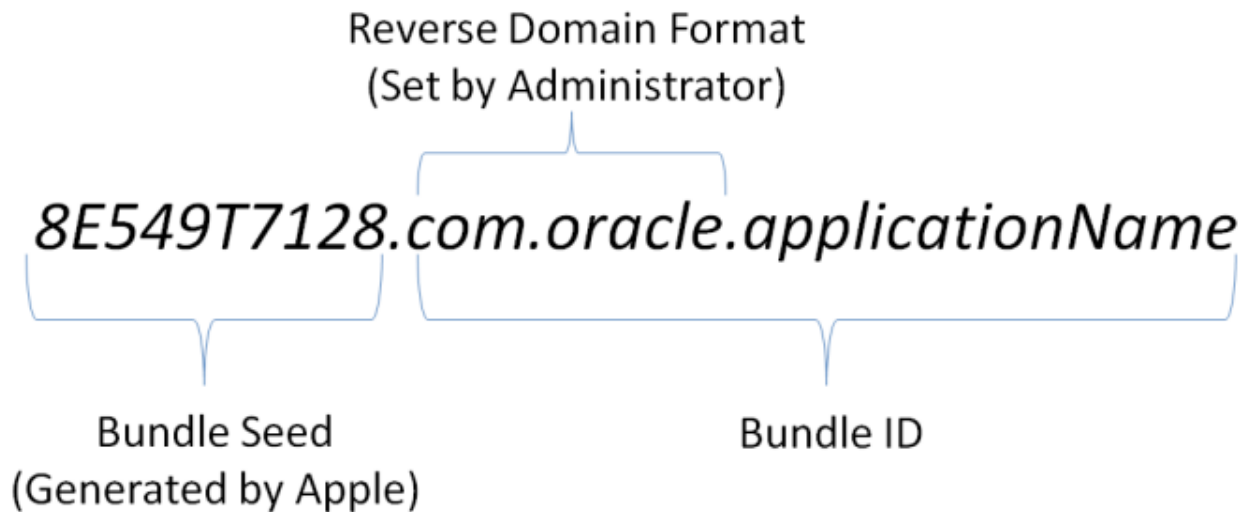 Reverse Domain Format
(Set by Administrator)
8E549T7128.com.oracle.applicationName
Bundle Seed
(Generated by Apple)
Bundle ID